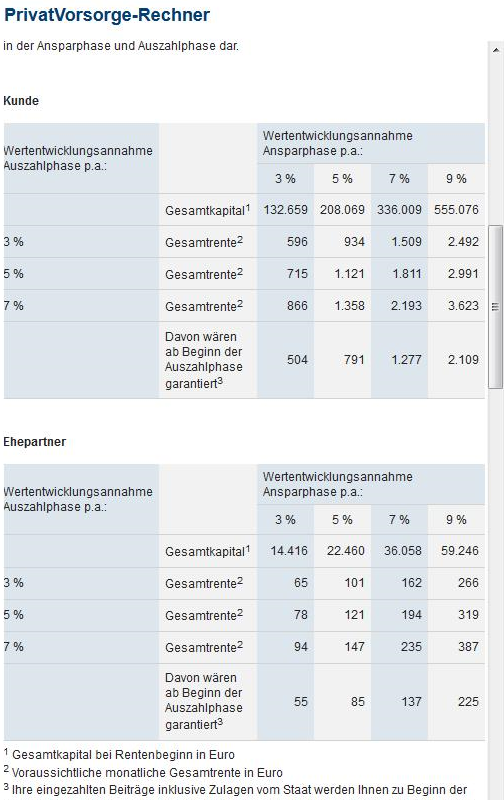 PrivatVorsorge-Rechner
in der Ansparphase und Auszahlphase dar.
Kunde
Wertentwicklungsannahme
Auszahlphase p.a.:
Wertentwicklungsannahme
Ansparphase p.a.:
3 % 5 % 7 % 9 %
Gesamtkapital¹ 132.659 208.069 336.009 555.076
3 % Gesamtrente² 596 934 1.509 2.492
5 % Gesamtrente² 715 1.121 1.811 2.991
7 % Gesamtrente² 866 1.358 2.193 3.623
Davon wären
ab Beginn der
Auszahlphase
garantiert³
504 791 1.277 2.109
Ehepartner
Wertentwicklungsannahme
Auszahlphase p.a.:
Wertentwicklungsannahme
Ansparphase p.a.:
3 % 5 % 7 % 9 %
Gesamtkapital¹ 14.416 22.460 36.058 59.246
3 % Gesamtrente² 65 101 162 266
5 % Gesamtrente² 78 121 194 319
7 % Gesamtrente² 94 147 235 387
Davon wären
ab Beginn der
Auszahlphase
garantiert³
55 85 137 225
¹ Gesamtkapital bei Rentenbeginn in Euro
² Voraussichtliche monatliche Gesamtrente in Euro
³ Ihre eingezahlten Beiträge inklusive Zulagen vom Staat werden Ihnen zu Beginn der